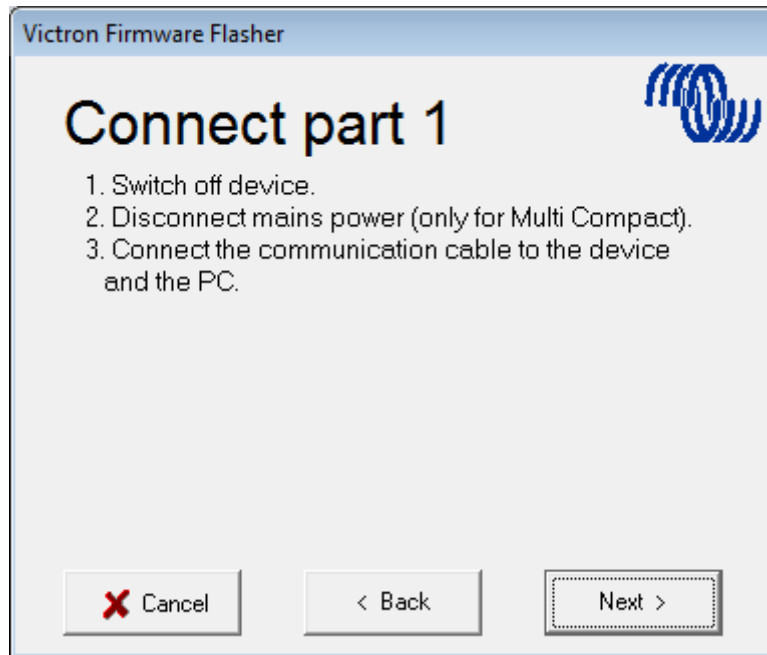 Victron Firmware Flasher
Connect part 1
1. Switch off device.
2. Disconnect mains power (only for Multi Compact).
3. Connect the communication cable to the device
and the PC.
Cancel
< Back
Next >